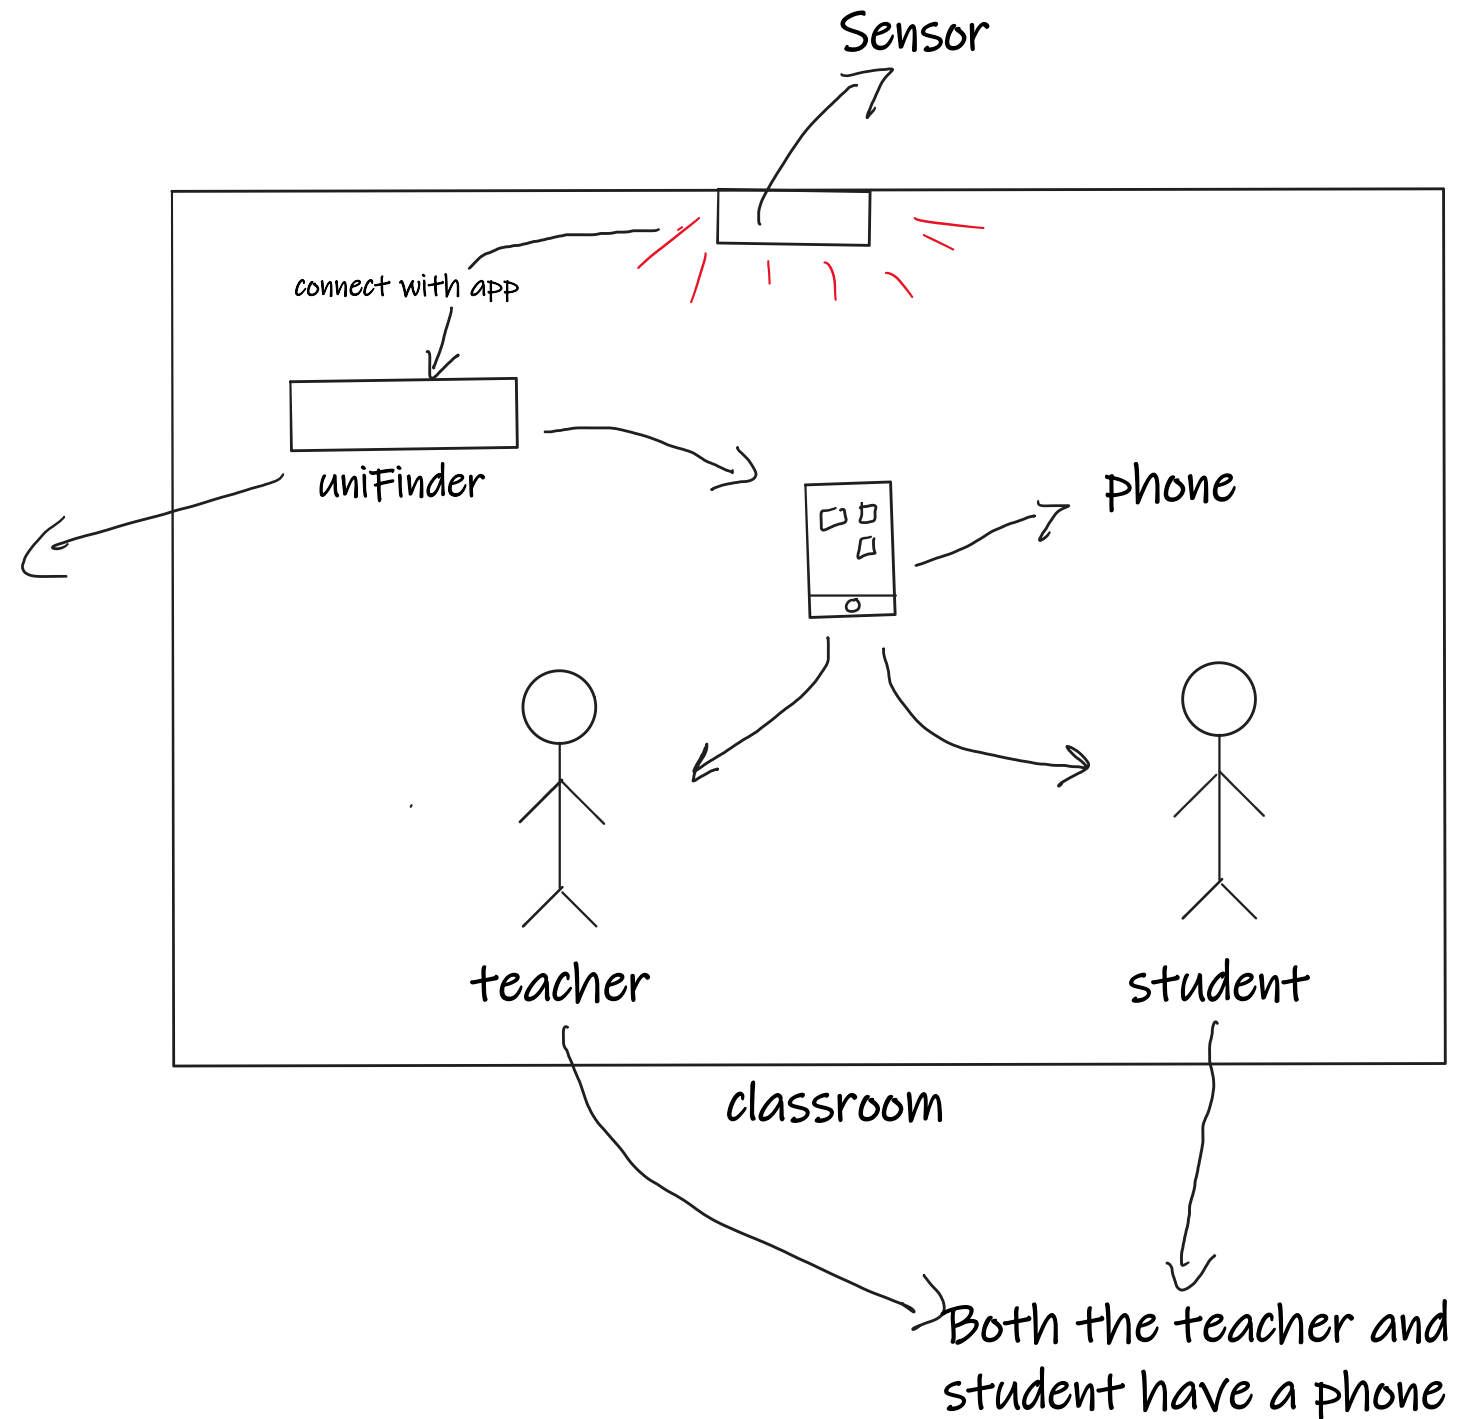 Sensor
connect with app
uniFinder
phone
teacher
student
classroom
Both the teacher and
student have a phone